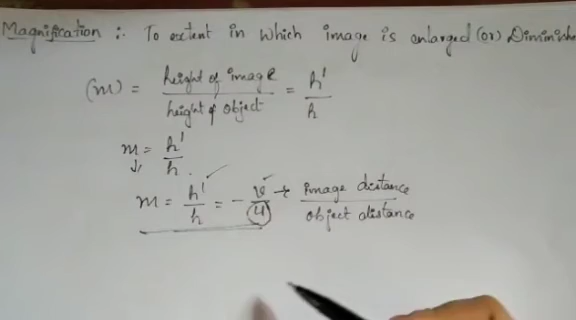 Magnification :- To extent in which image is enlarged (or) Diminishe
(m) = height of image / height of object = h' / h
m = h' / h .
m = h' / h = - v / u → image distance / object distance